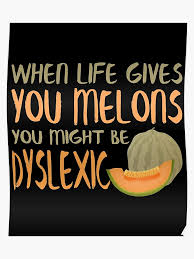 WHEN LIFE GIVES
YOU MELONS
YOU MIGHT BE
DYSLEXIC